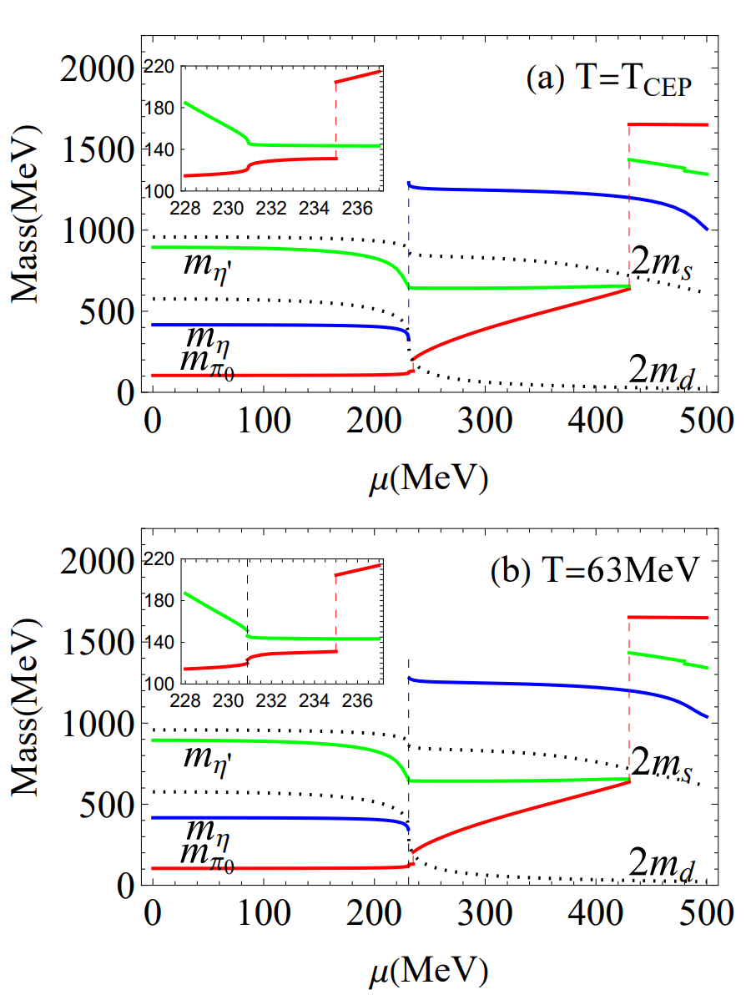 (a) T=T_CEP
Mass(MeV)
2000
1500
1000
500
0
220
180
140
100
228 230 232 234 236
m_η'
m_η
m_π0
2m_s
2m_d
0 100 200 300 400 500
μ(MeV)
(b) T=63MeV
Mass(MeV)
2000
1500
1000
500
0
220
180
140
100
228 230 232 234 236
m_η'
m_η
m_π0
2m_s
2m_d
0 100 200 300 400 500
μ(MeV)